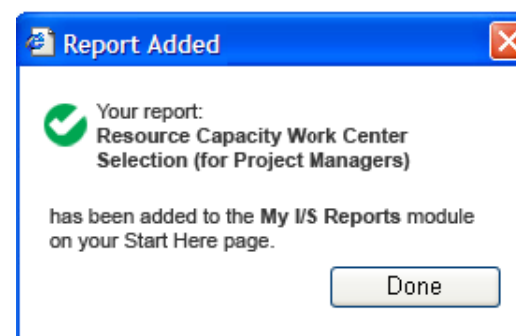 Report Added
Your report:
Resource Capacity Work Center
Selection (for Project Managers)
has been added to the My I/S Reports module
on your Start Here page.
Done